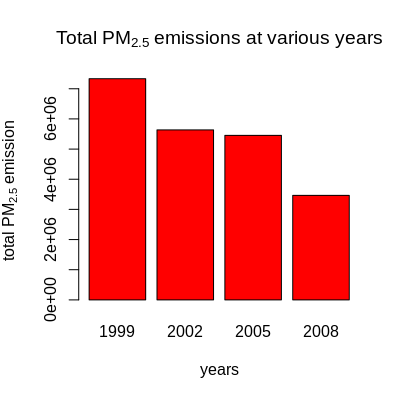 Total PM2.5 emissions at various years
total PM2.5 emission
6e+06
4e+06
2e+06
0e+00
1999 2002 2005 2008
years